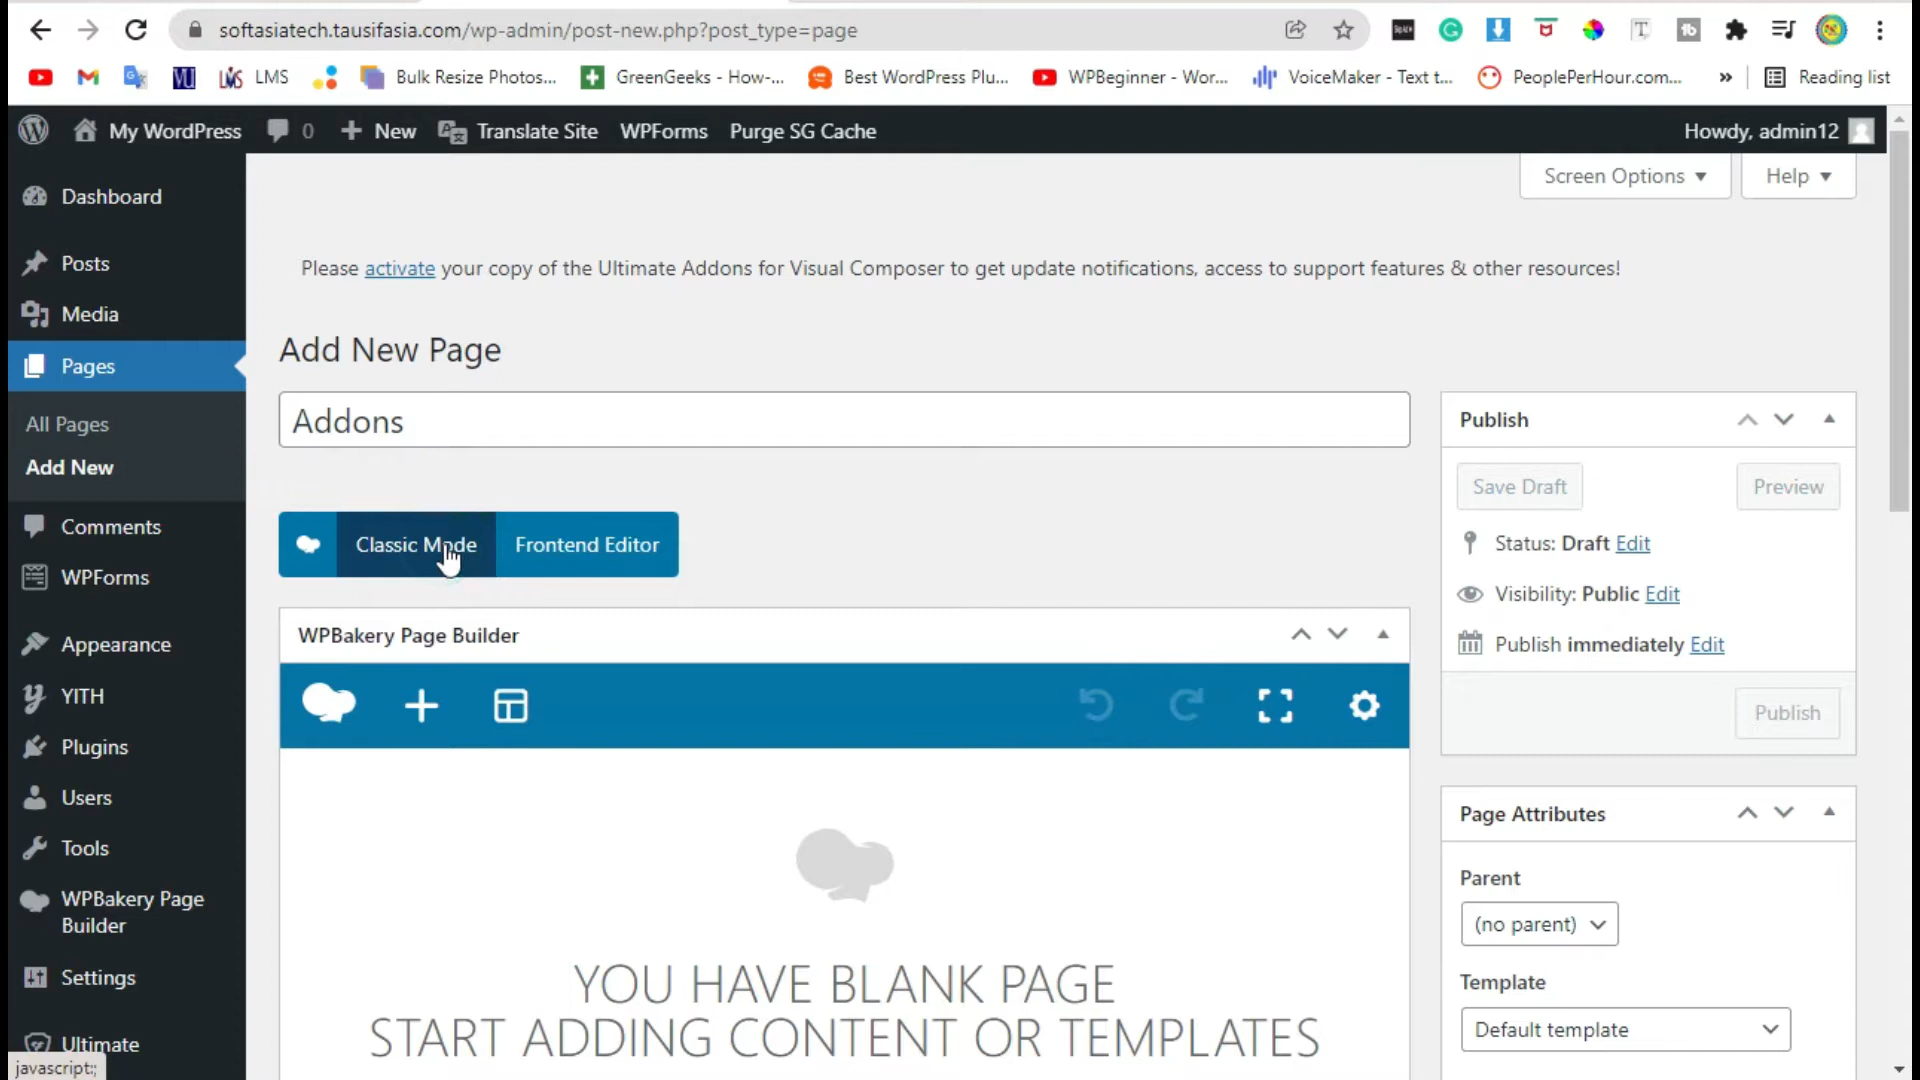 softasiatech.tausifasia.com/wp-admin/post-new.php?post_type=page
LMS
Bulk Resize Photos...
GreenGeeks - How-...
Best WordPress Plu...
WPBeginner - Wor...
VoiceMaker - Text t...
PeoplePerHour.com...
»
Reading list
My WordPress
0
New
Translate Site
WPForms
Purge SG Cache
Howdy, admin12
Screen Options
Help
Dashboard
Posts
Media
Pages
All Pages
Add New
Comments
WPForms
Appearance
YITH
Plugins
Users
Tools
WPBakery Page
Builder
Settings
Ultimate
javascript:;
Please activate your copy of the Ultimate Addons for Visual Composer to get update notifications, access to support features & other resources!
Add New Page
Addons
Classic Mode
Frontend Editor
WPBakery Page Builder
YOU HAVE BLANK PAGE
START ADDING CONTENT OR TEMPLATES
Publish
Save Draft
Preview
Status: Draft Edit
Visibility: Public Edit
Publish immediately Edit
Publish
Page Attributes
Parent
(no parent)
Template
Default template